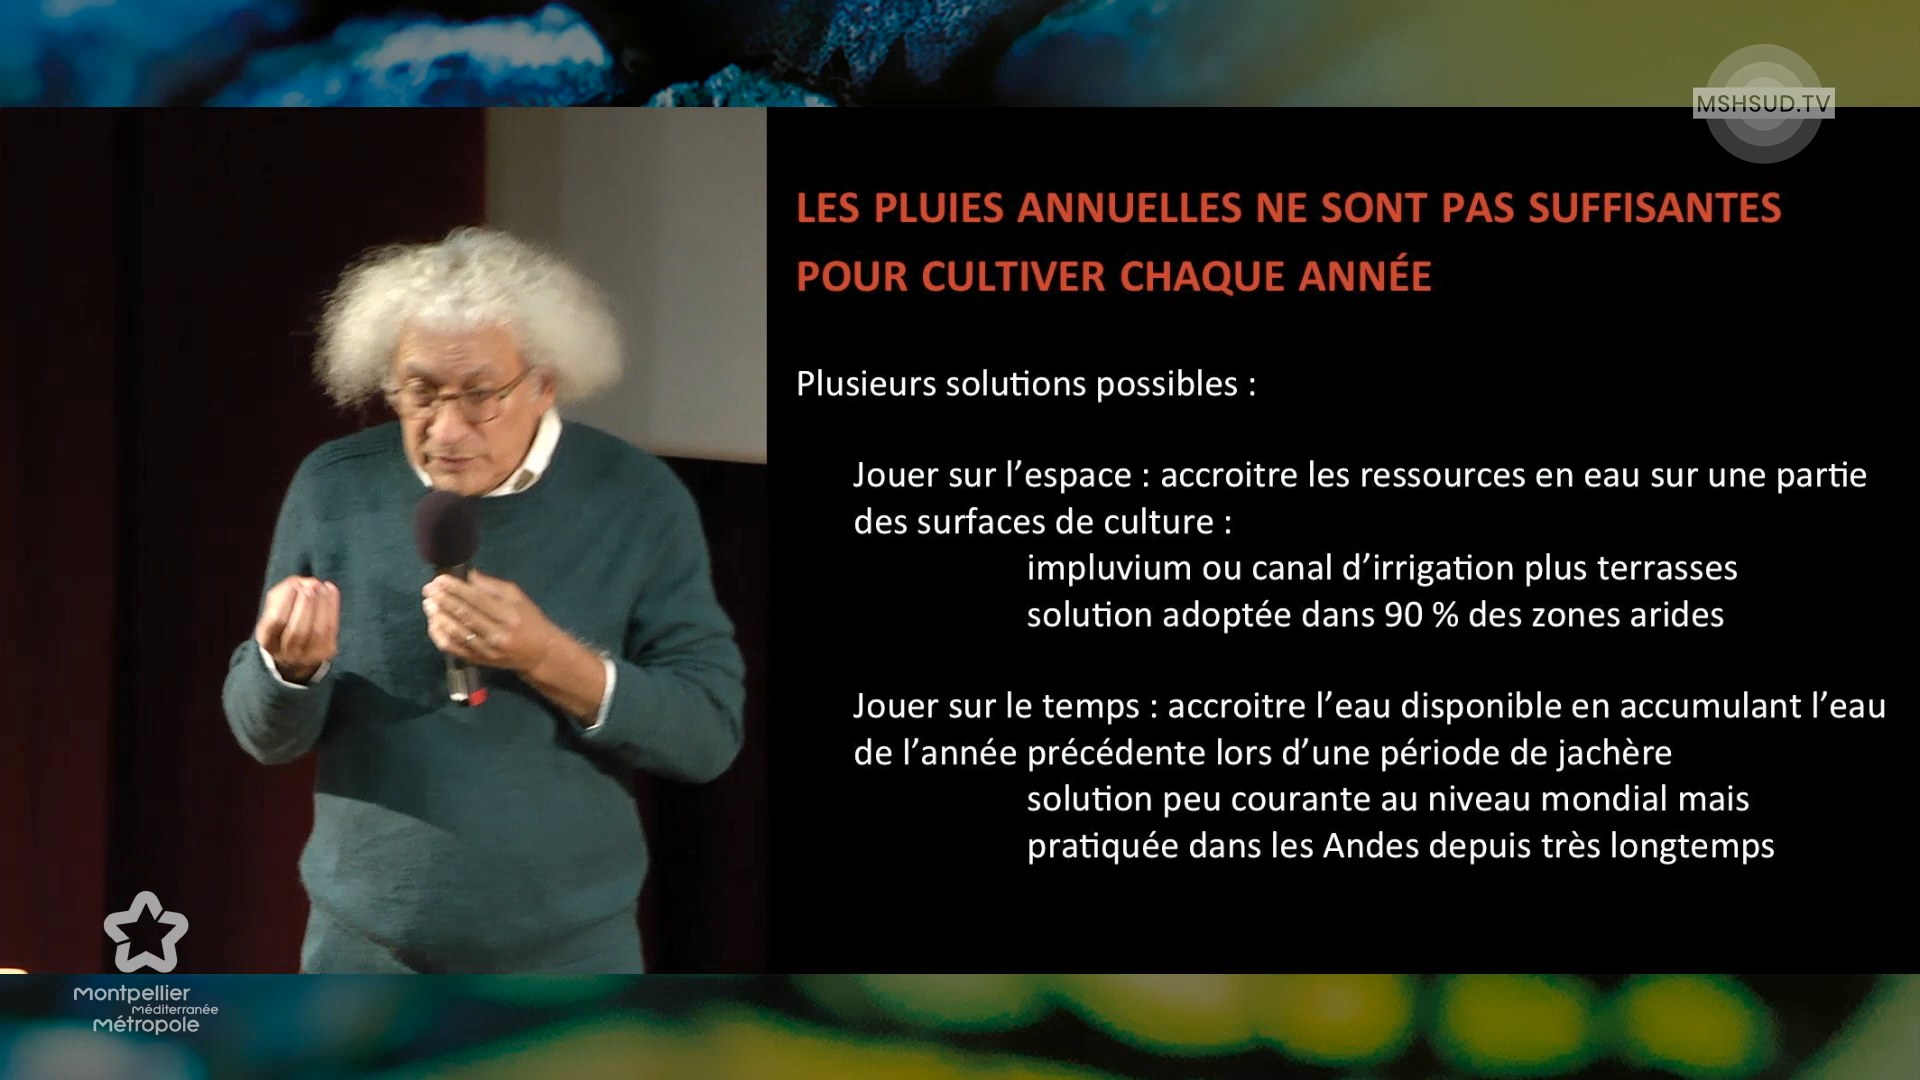 MSHSUD.TV
LES PLUIES ANNUELLES NE SONT PAS SUFFISANTES
POUR CULTIVER CHAQUE ANNÉE
Plusieurs solutions possibles :
Jouer sur l’espace : accroitre les ressources en eau sur une partie
des surfaces de culture :
impluvium ou canal d’irrigation plus terrasses
solution adoptée dans 90 % des zones arides
Jouer sur le temps : accroitre l’eau disponible en accumulant l’eau
de l’année précédente lors d’une période de jachère
solution peu courante au niveau mondial mais
pratiquée dans les Andes depuis très longtemps
montpellier
méditerranée
métropole